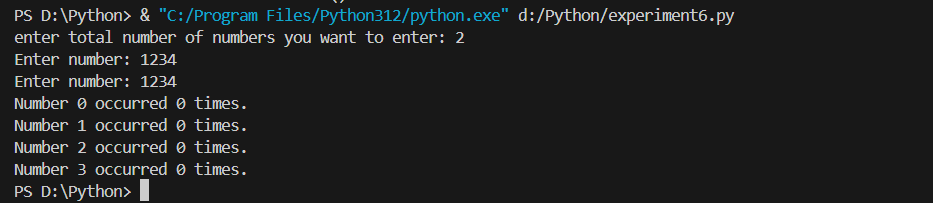 PS D:\Python> & "C:/Program Files/Python312/python.exe" d:/Python/experiment6.py
enter total number of numbers you want to enter: 2
Enter number: 1234
Enter number: 1234
Number 0 occurred 0 times.
Number 1 occurred 0 times.
Number 2 occurred 0 times.
Number 3 occurred 0 times.
PS D:\Python>